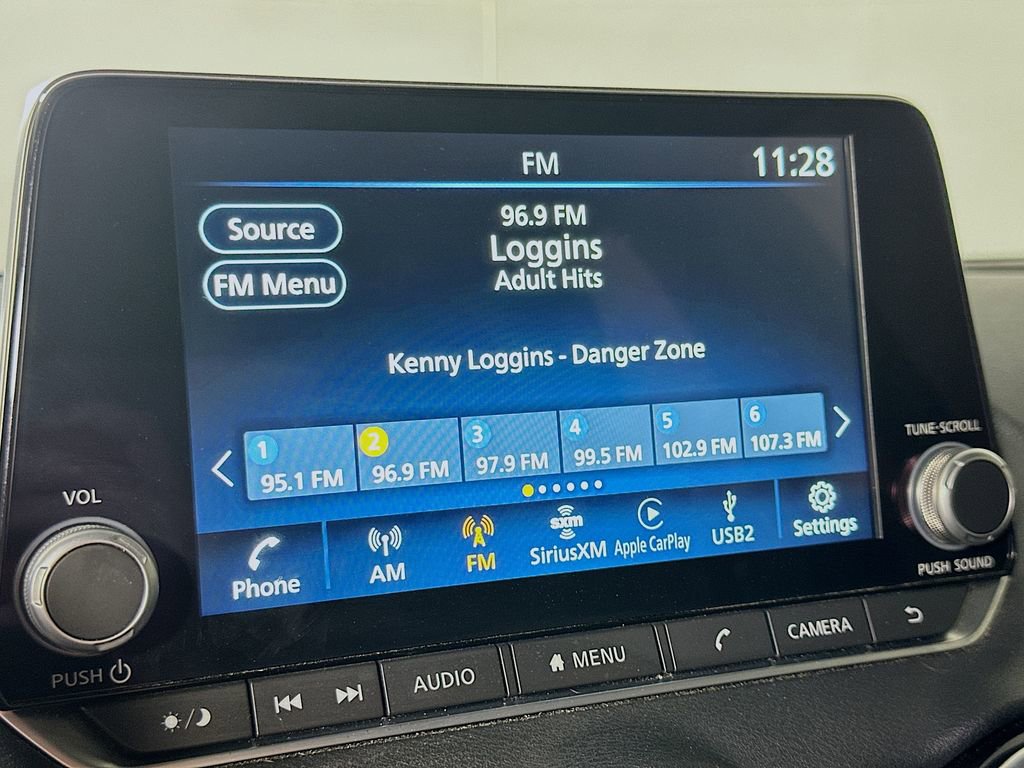 FM
11:28
Source
96.9 FM
Loggins
FM Menu
Adult Hits
Kenny Loggins - Danger Zone
1
95.1 FM
2
96.9 FM
3
97.9 FM
4
99.5 FM
5
102.9 FM
6
107.3 FM
TUNE·SCROLL
VOL
Phone
AM
FM
sxm
SiriusXM
Apple CarPlay
USB2
Settings
PUSH SOUND
PUSH
AUDIO
MENU
CAMERA